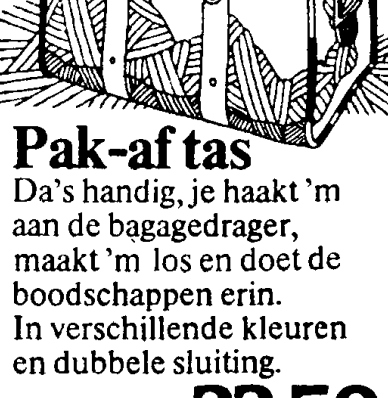 Pak-af tas
Da's handig, je haakt 'm
aan de bagagedrager,
maakt 'm los en doet de
boodschappen erin.
In verschillende kleuren
en dubbele sluiting.